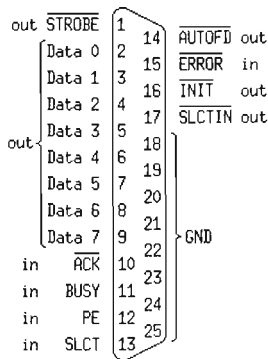 out STROBE 1
14 AUTOFD out
Data 0 2
15 ERROR in
Data 1 3
16 INIT out
Data 2 4
17 SLCTIN out
Data 3 5
18
out
Data 4 6
19
Data 5 7
20
Data 6 8
21
Data 7 9
GND
22
in ACK 10
23
in BUSY 11
24
in PE 12
25
in SLCT 13